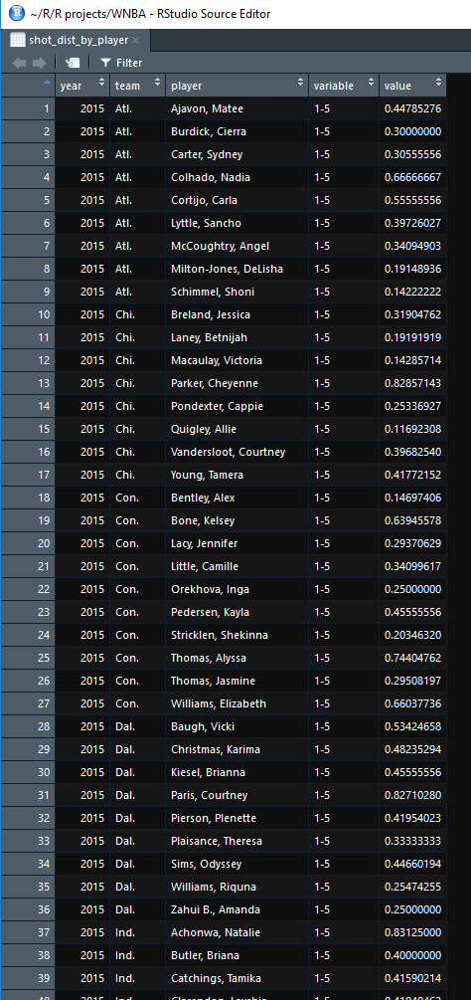 ~/R/R projects/WNBA - RStudio Source Editor
shot_dist_by_player
Filter
year team player variable value
1 2015 Atl. Ajavon, Matee 1-5 0.44785276
2 2015 Atl. Burdick, Cierra 1-5 0.30000000
3 2015 Atl. Carter, Sydney 1-5 0.30555556
4 2015 Atl. Colhado, Nadia 1-5 0.66666667
5 2015 Atl. Cortijo, Carla 1-5 0.55555556
6 2015 Atl. Lyttle, Sancho 1-5 0.39726027
7 2015 Atl. McCoughtry, Angel 1-5 0.34094903
8 2015 Atl. Milton-Jones, DeLisha 1-5 0.19148936
9 2015 Atl. Schimmel, Shoni 1-5 0.14222222
10 2015 Chi. Breland, Jessica 1-5 0.31904762
11 2015 Chi. Laney, Betnijah 1-5 0.19191919
12 2015 Chi. Macaulay, Victoria 1-5 0.14285714
13 2015 Chi. Parker, Cheyenne 1-5 0.82857143
14 2015 Chi. Pondexter, Cappie 1-5 0.25336927
15 2015 Chi. Quigley, Allie 1-5 0.11692308
16 2015 Chi. Vandersloot, Courtney 1-5 0.39682540
17 2015 Chi. Young, Tamera 1-5 0.41772152
18 2015 Con. Bentley, Alex 1-5 0.14697406
19 2015 Con. Bone, Kelsey 1-5 0.63945578
20 2015 Con. Lacy, Jennifer 1-5 0.29370629
21 2015 Con. Little, Camille 1-5 0.34099617
22 2015 Con. Orekhova, Inga 1-5 0.25000000
23 2015 Con. Pedersen, Kayla 1-5 0.45555556
24 2015 Con. Stricklen, Shekinna 1-5 0.20346320
25 2015 Con. Thomas, Alyssa 1-5 0.74404762
26 2015 Con. Thomas, Jasmine 1-5 0.29508197
27 2015 Con. Williams, Elizabeth 1-5 0.66037736
28 2015 Dal. Baugh, Vicki 1-5 0.53424658
29 2015 Dal. Christmas, Karima 1-5 0.48235294
30 2015 Dal. Kiesel, Brianna 1-5 0.45555556
31 2015 Dal. Paris, Courtney 1-5 0.82710280
32 2015 Dal. Pierson, Plenette 1-5 0.41954023
33 2015 Dal. Plaisance, Theresa 1-5 0.33333333
34 2015 Dal. Sims, Odyssey 1-5 0.44660194
35 2015 Dal. Williams, Riquna 1-5 0.25474255
36 2015 Dal. Zahui B., Amanda 1-5 0.25000000
37 2015 Ind. Achonwa, Natalie 1-5 0.83125000
38 2015 Ind. Butler, Briana 1-5 0.40000000
39 2015 Ind. Catchings, Tamika 1-5 0.41590214